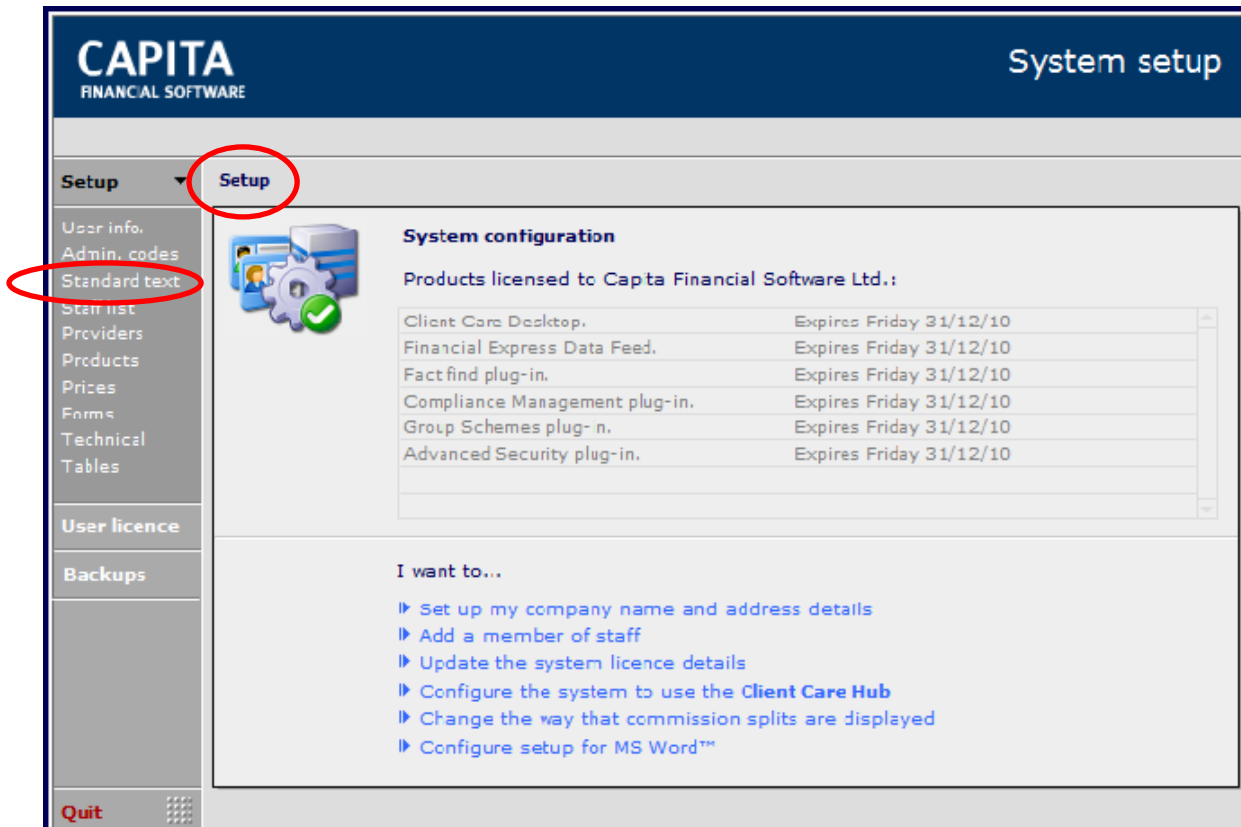 CAPITA
FINANCIAL SOFTWARE
System setup
Setup
Setup
User info.
Admin. codes
Standard text
Staff list
Providers
Products
Prices
Forms
Technical
Tables
User licence
Backups
Quit
System configuration
Products licensed to Capita Financial Software Ltd.:
Client Care Desktop. Expires Friday 31/12/10
Financial Express Data Feed. Expires Friday 31/12/10
Fact find plug-in. Expires Friday 31/12/10
Compliance Management plug-in. Expires Friday 31/12/10
Group Schemes plug-in. Expires Friday 31/12/10
Advanced Security plug-in. Expires Friday 31/12/10
I want to...
Set up my company name and address details
Add a member of staff
Update the system licence details
Configure the system to use the Client Care Hub
Change the way that commission splits are displayed
Configure setup for MS Word™